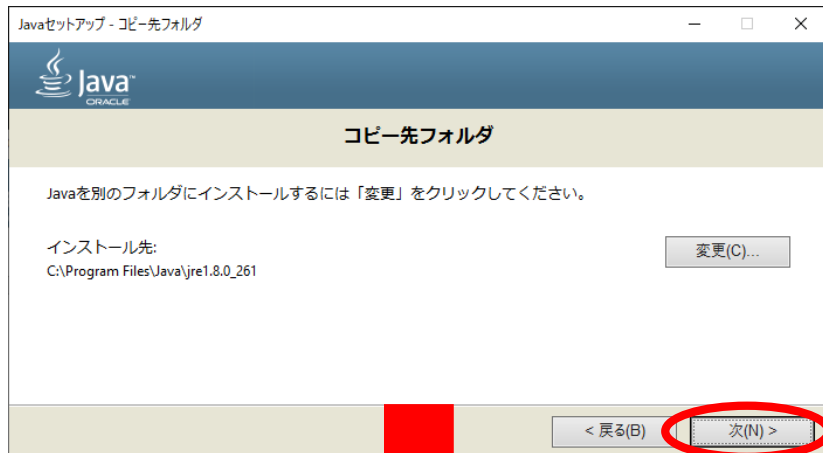 Javaセットアップ - コピー先フォルダ
Java™
ORACLE
コピー先フォルダ
Javaを別のフォルダにインストールするには「変更」をクリックしてください。
インストール先:
変更(C)...
C:\Program Files\Java\jre1.8.0_261
< 戻る(B)
次(N) >